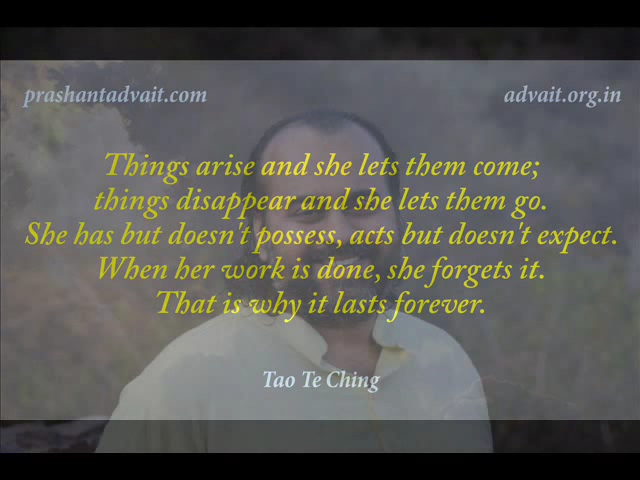 prashantadvait.com
advait.org.in
Things arise and she lets them come;
things disappear and she lets them go.
She has but doesn't possess, acts but doesn't expect.
When her work is done, she forgets it.
That is why it lasts forever.
Tao Te Ching